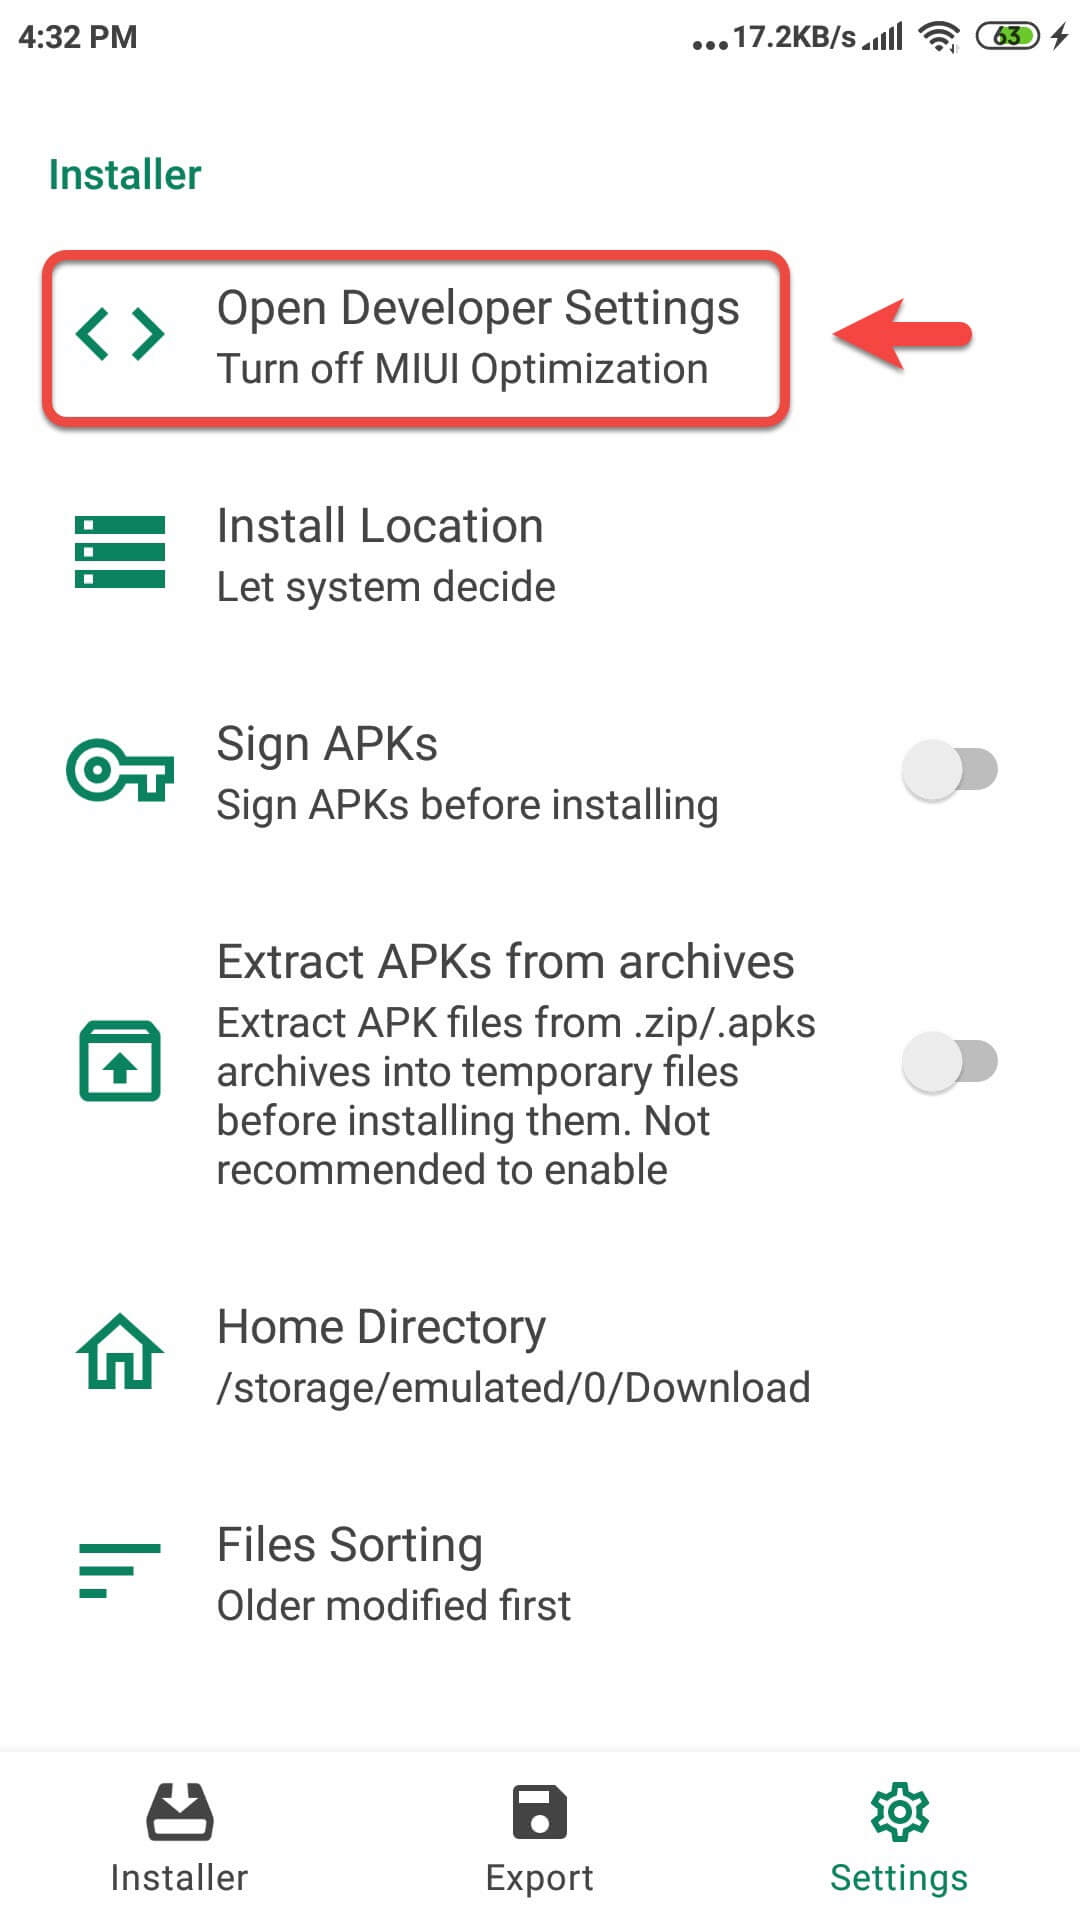 4:32 PM
...17.2KB/s
63
Installer
Open Developer Settings
Turn off MIUI Optimization
Install Location
Let system decide
Sign APKs
Sign APKs before installing
Extract APKs from archives
Extract APK files from .zip/.apks
archives into temporary files
before installing them. Not
recommended to enable
Home Directory
/storage/emulated/0/Download
Files Sorting
Older modified first
Installer
Export
Settings